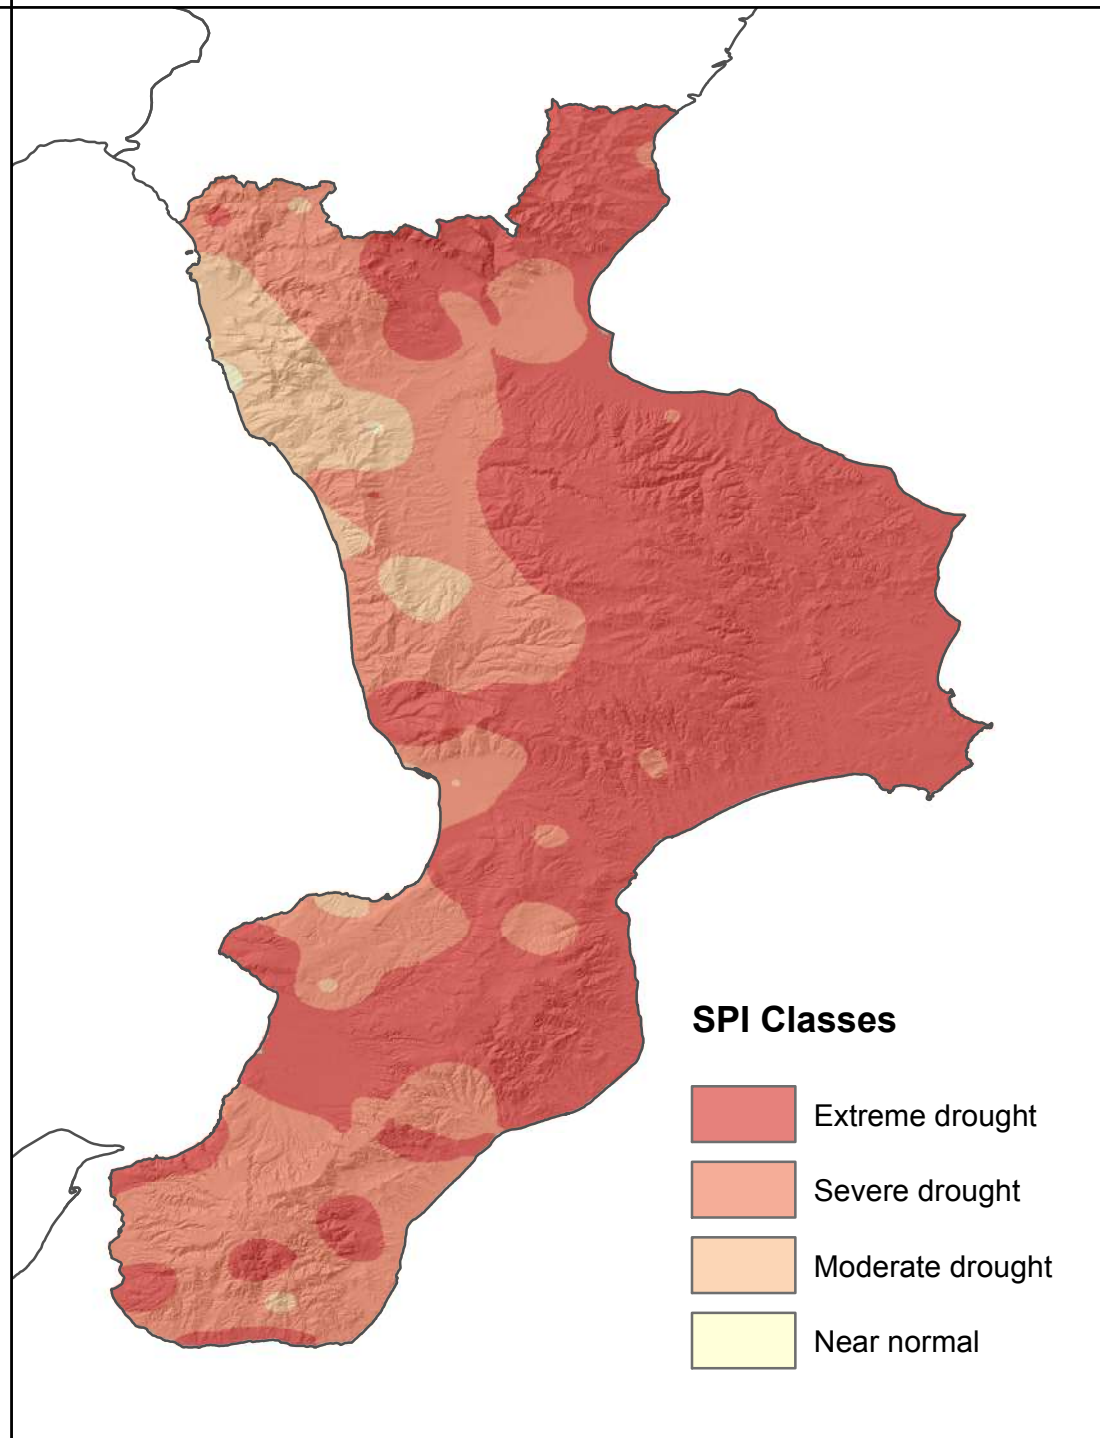 SPI Classes
Extreme drought
Severe drought
Moderate drought
Near normal